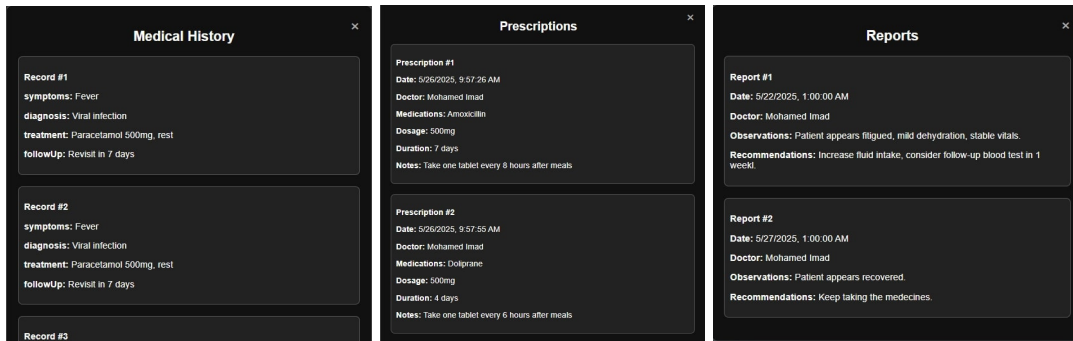 ×
Medical History
Record #1
symptoms: Fever
diagnosis: Viral infection
treatment: Paracetamol 500mg, rest
followUp: Revisit in 7 days
Record #2
symptoms: Fever
diagnosis: Viral infection
treatment: Paracetamol 500mg, rest
followUp: Revisit in 7 days
Record #3
×
Prescriptions
Prescription #1
Date: 5/26/2025, 9:57:26 AM
Doctor: Mohamed Imad
Medications: Amoxicillin
Dosage: 500mg
Duration: 7 days
Notes: Take one tablet every 8 hours after meals
Prescription #2
Date: 5/26/2025, 9:57:55 AM
Doctor: Mohamed Imad
Medications: Doliprane
Dosage: 500mg
Duration: 4 days
Notes: Take one tablet every 6 hours after meals
×
Reports
Report #1
Date: 5/22/2025, 1:00:00 AM
Doctor: Mohamed Imad
Observations: Patient appears fitigued, mild dehydration, stable vitals.
Recommendations: Increase fluid intake, consider follow-up blood test in 1
weekl.
Report #2
Date: 5/27/2025, 1:00:00 AM
Doctor: Mohamed Imad
Observations: Patient appears recovered.
Recommendations: Keep taking the medecines.